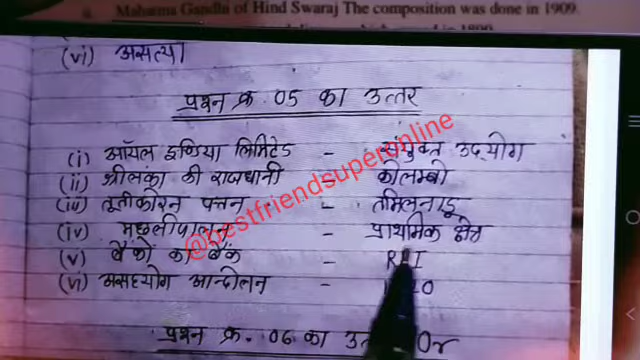 Mahatma Gandhi of Hind Swaraj The composition was done in 1909.
(vi) असत्या
प्रश्न क्र. 05 का उत्तर
(i) ऑयल इण्डिया लिमिटेड - संयुक्त उद्योग
(ii) श्रीलंका की राजधानी - कोलम्बो
(iii) तूतीकोरन पत्तन - तमिलनाडू
(iv) मछलीपालन - प्राथमिक क्षेत्र
(v) बैंकों का बैंक - RBI
(vi) असहयोग आन्दोलन -
प्रश्न क्र. 06 का Or
@bestfriendsuperonline